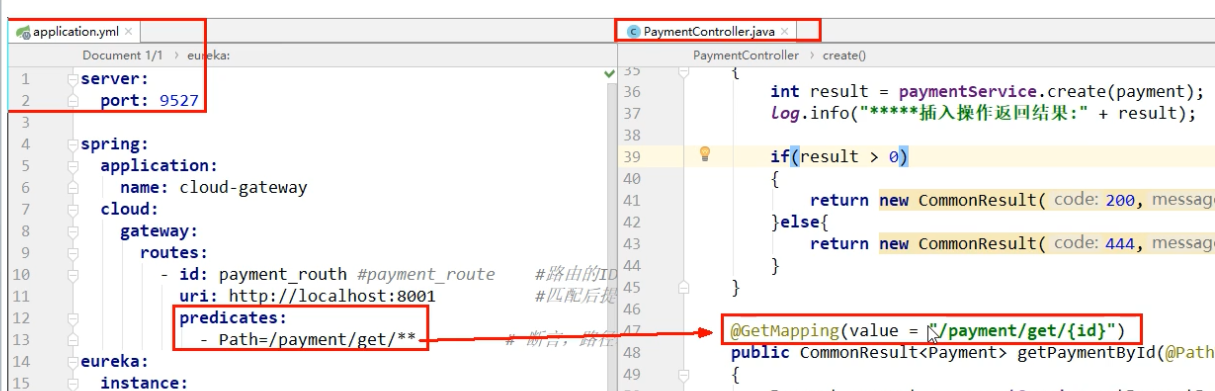 application.yml
Document 1/1 › eureka:
1 server:
2 port: 9527
3
4 spring:
5 application:
6 name: cloud-gateway
7 cloud:
8 gateway:
9 routes:
10 - id: payment_routh #payment_route #路由的ID
11 uri: http://localhost:8001 #匹配后提
12 predicates:
13 - Path=/payment/get/** # 断言，路径
14 eureka:
15 instance:
PaymentController.java
PaymentController › create()
35 {
36 int result = paymentService.create(payment);
37 log.info("*****插入操作返回结果:" + result);
38
39 if(result > 0)
40 {
41 return new CommonResult( code: 200, messag
42 }else{
43 return new CommonResult( code: 444, messag
44 }
45 }
46
47 @GetMapping(value = "/payment/get/{id}")
48 public CommonResult<Payment> getPaymentById(@Path
49 {